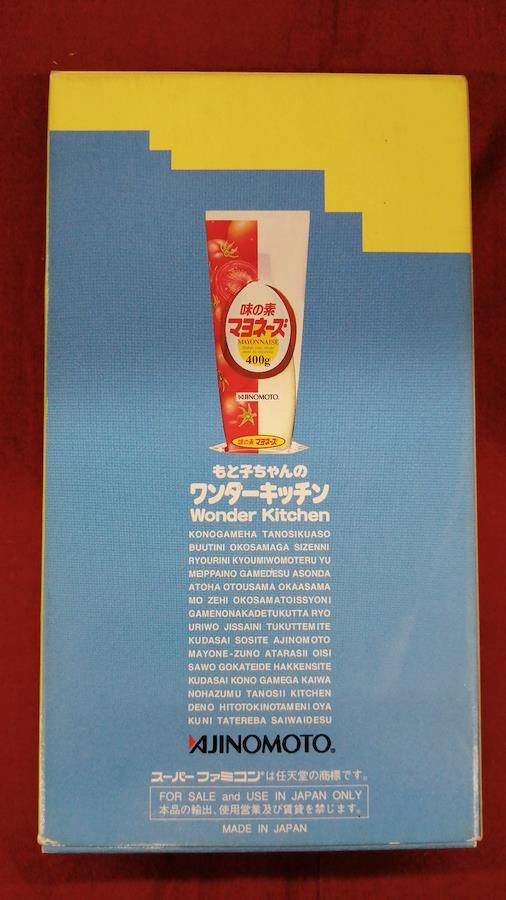 味の素
マヨネーズ
MAYONNAISE
400g
AJINOMOTO.
味の素 マヨネーズ
もと子ちゃんの
ワンダーキッチン
Wonder Kitchen
KONOGAMEHA TANOSIKUASO
BUUTINI OKOSAMAGA SIZENNI
RYOURINI KYOUMIWOMOTERU YU
MEIPPAINO GAMEDESU ASONDA
ATOHA OTOUSAMA OKAASAMA
MO ZEHI OKOSAMATOISSYONI
GAMENONAKADETUKUTTA RYO
URIWO JISSAINI TUKUTTEMITE
KUDASAI SOSITE AJINOMOTO
MAYONE-ZUNO ATARASII OISI
SAWO GOKATEIDE HAKKENSITE
KUDASAI KONO GAMEGA KAIWA
NOHAZUMU TANOSII KITCHEN
DENO HITOTOKINOTAMENI OYA
KUNI TATEREBA SAIWAIDESU
AJINOMOTO®
スーパーファミコン®は任天堂の商標です。
FOR SALE and USE IN JAPAN ONLY
本品の輸出、使用営業及び賃貸を禁じます。
MADE IN JAPAN